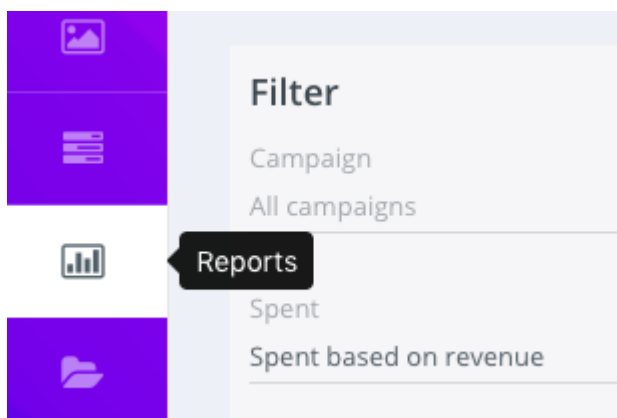 Filter
Campaign
All campaigns
Reports
Spent
Spent based on revenue